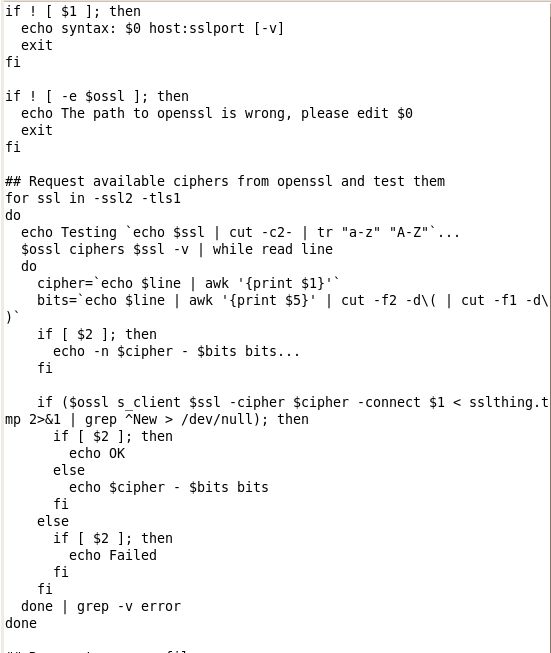 if ! [ $1 ]; then
  echo syntax: $0 host:sslport [-v]
  exit
fi

if ! [ -e $ossl ]; then
  echo The path to openssl is wrong, please edit $0
  exit
fi

## Request available ciphers from openssl and test them
for ssl in -ssl2 -tls1
do
  echo Testing `echo $ssl | cut -c2- | tr "a-z" "A-Z"`...
  $ossl ciphers $ssl -v | while read line
  do
    cipher=`echo $line | awk '{print $1}'`
    bits=`echo $line | awk '{print $5}' | cut -f2 -d\( | cut -f1 -d\
)`
    if [ $2 ]; then
      echo -n $cipher - $bits bits...
    fi

    if ($ossl s_client $ssl -cipher $cipher -connect $1 < sslthing.t
mp 2>&1 | grep ^New > /dev/null); then
      if [ $2 ]; then
        echo OK
      else
        echo $cipher - $bits bits
      fi
    else
      if [ $2 ]; then
        echo Failed
      fi
    fi
  done | grep -v error
done